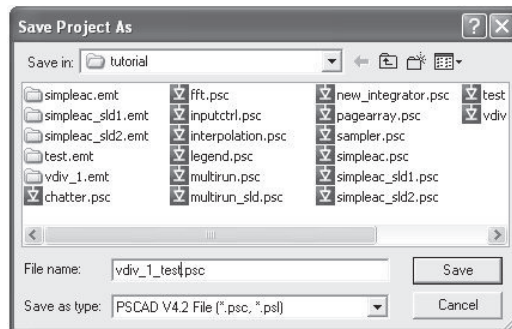 Save Project As
Save in: tutorial
simpleac.emt
simpleac_sld1.emt
simpleac_sld2.emt
test.emt
vdiv_1.emt
chatter.psc
fft.psc
inputctrl.psc
interpolation.psc
legend.psc
multirun.psc
multirun_sld.psc
new_integrator.psc
pagearray.psc
sampler.psc
simpleac.psc
simpleac_sld1.psc
simpleac_sld2.psc
test
vdiv
File name: vdiv_1_test.psc Save
Save as type: PSCAD V4.2 File (*.psc, *.psl) Cancel